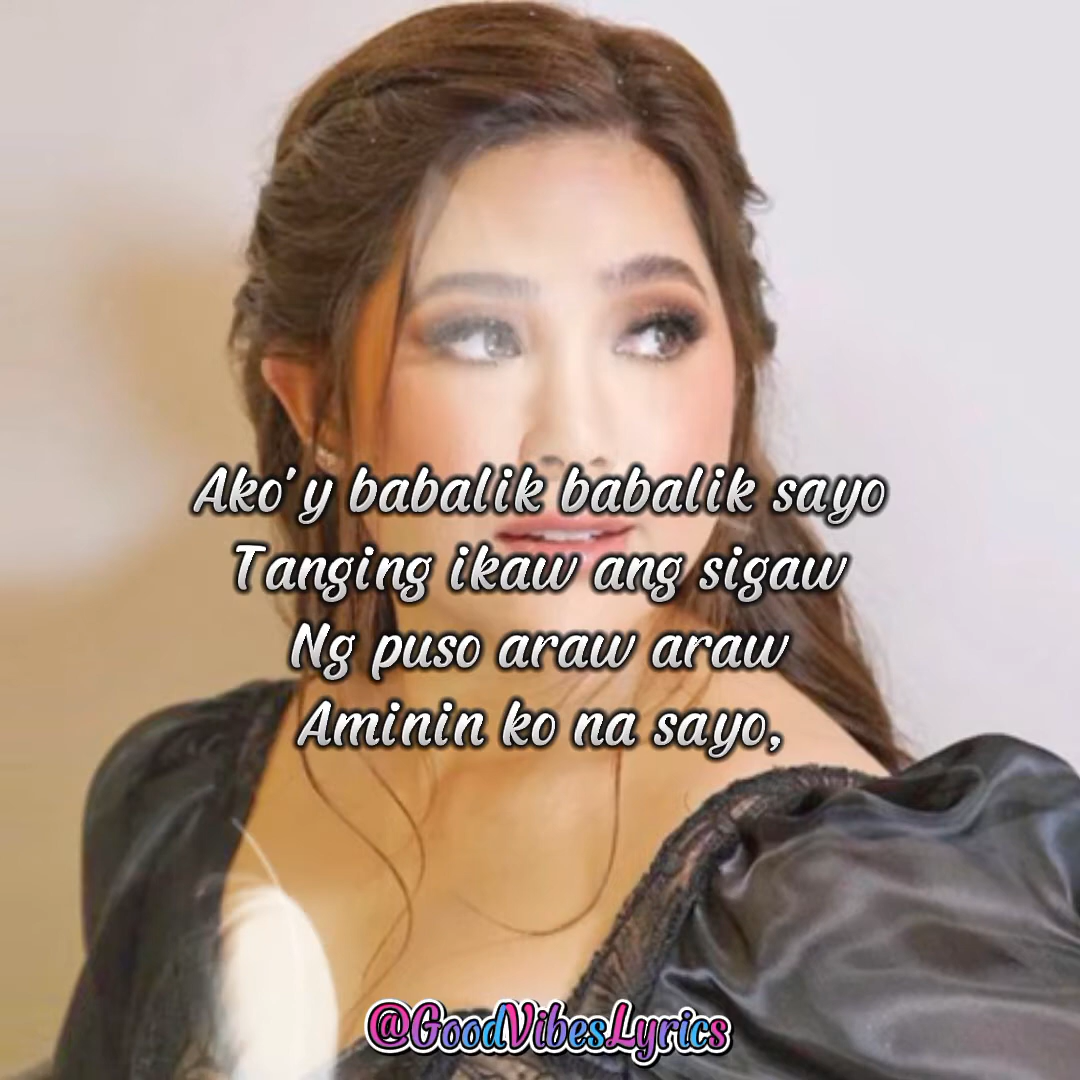 Ako'y babalik babalik sayo
Tanging ikaw ang sigaw
Ng puso araw araw
Aminin ko na sayo,
@GoodVibesLyrics